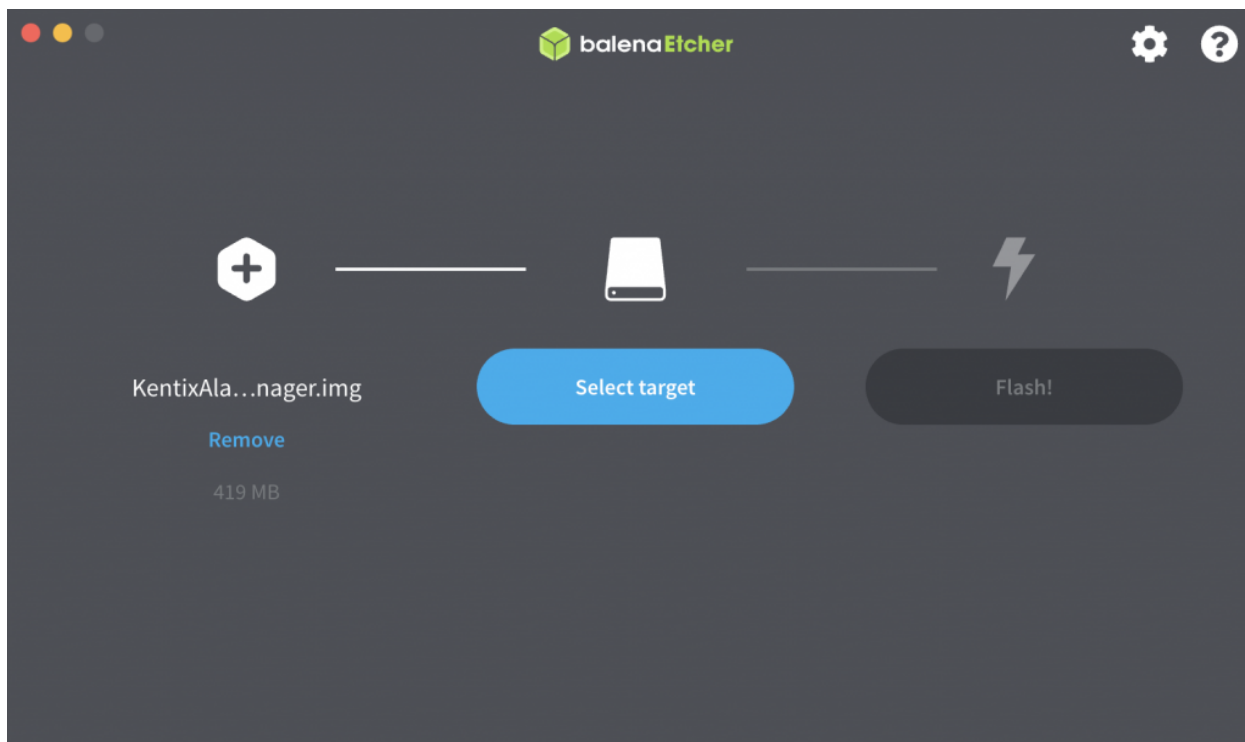 balenaEtcher
?
KentixAla...nager.img
Select target
Flash!
Remove
419 MB